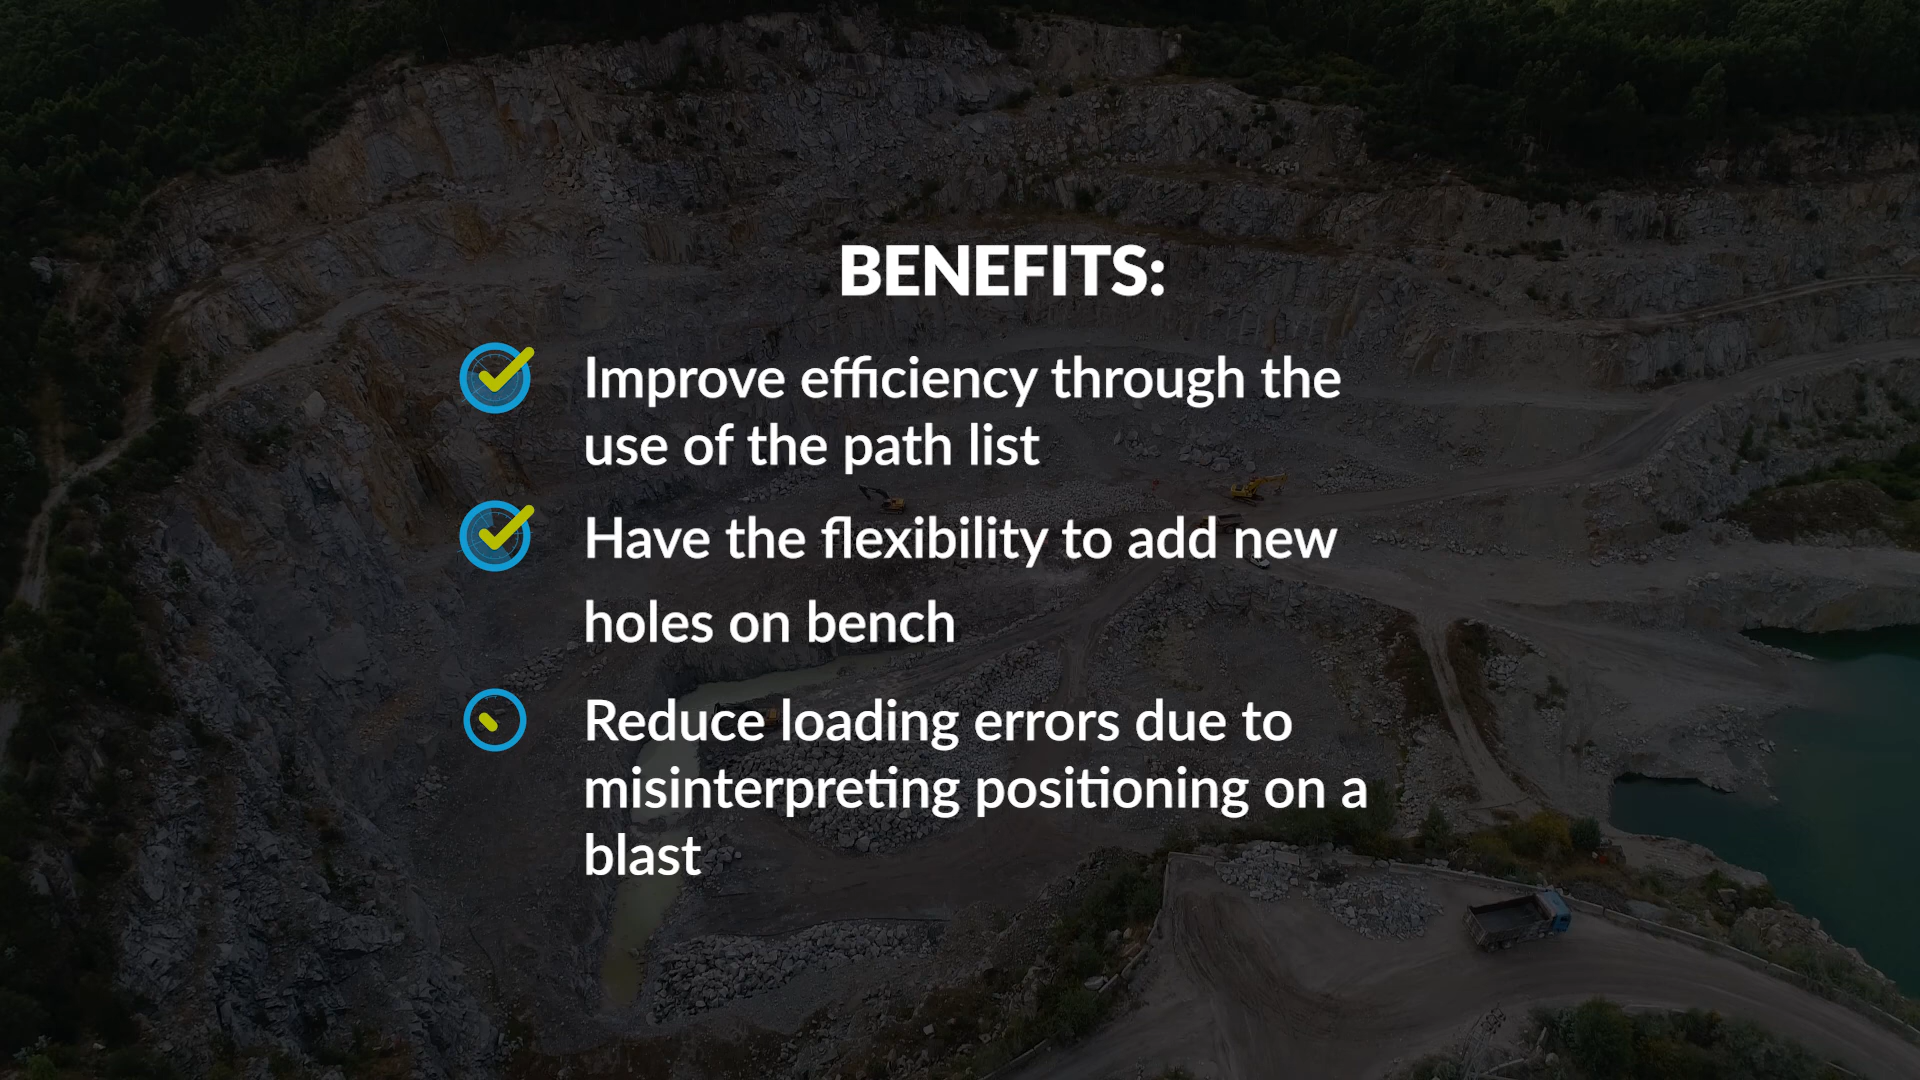 BENEFITS:
Improve efficiency through the
use of the path list
Have the flexibility to add new
holes on bench
Reduce loading errors due to
misinterpreting positioning on a
blast